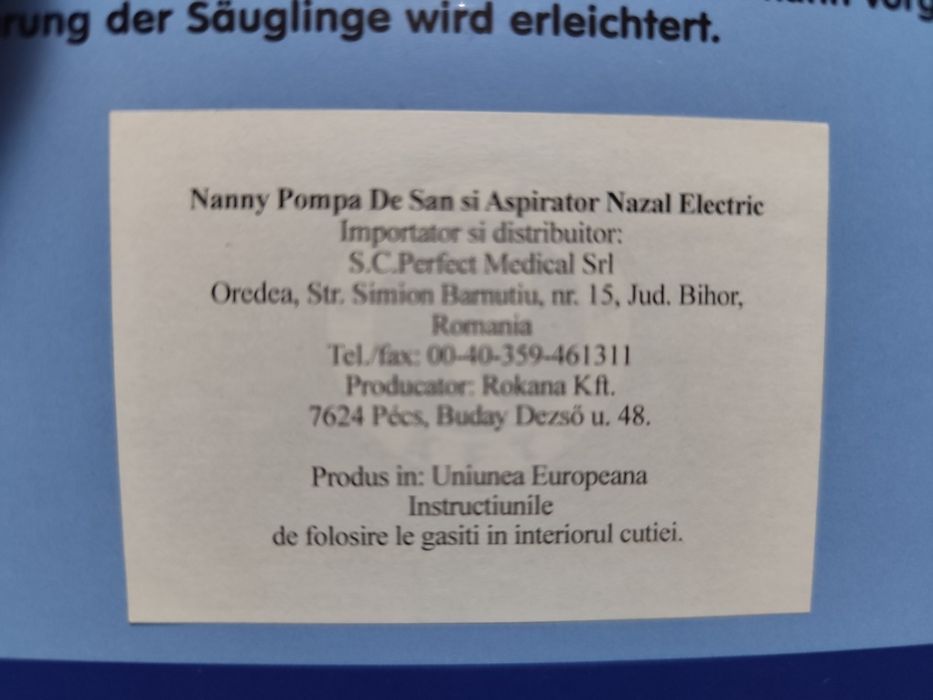 rung der Säuglinge wird erleichtert.
Nanny Pompa De San si Aspirator Nazal Electric
Importator si distribuitor:
S.C.Perfect Medical Srl
Oredea, Str. Simion Barnutiu, nr. 15, Jud. Bihor,
Romania
Tel./fax: 00-40-359-461311
Producator: Rokana Kft.
7624 Pécs, Buday Dezső u. 48.
Produs in: Uniunea Europeana
Instructiunile
de folosire le gasiti in interiorul cutiei.